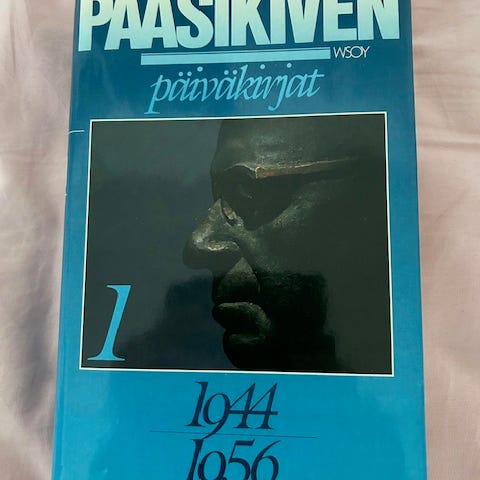 PAASIKIVEN
WSOY
päiväkirjat
1
1944
1956